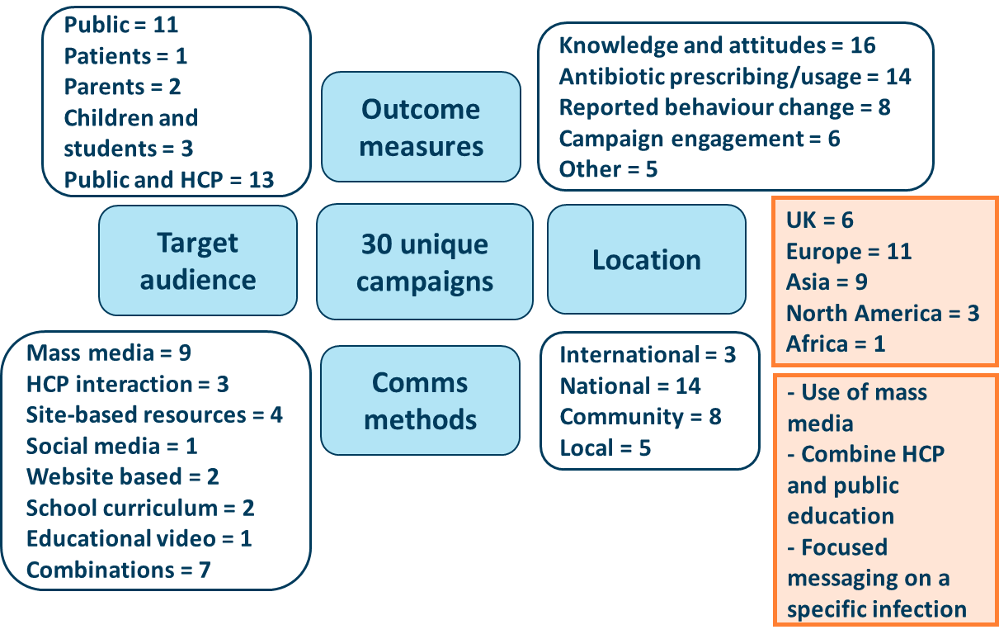 Public = 11
Patients = 1
Parents = 2
Children and
students = 3
Public and HCP = 13
Outcome
measures
Knowledge and attitudes = 16
Antibiotic prescribing/usage = 14
Reported behaviour change = 8
Campaign engagement = 6
Other = 5
Target
audience
30 unique
campaigns
Location
UK = 6
Europe = 11
Asia = 9
North America = 3
Africa = 1
Mass media = 9
HCP interaction = 3
Site-based resources = 4
Social media = 1
Website based = 2
School curriculum = 2
Educational video = 1
Combinations = 7
Comms
methods
International = 3
National = 14
Community = 8
Local = 5
- Use of mass
media
- Combine HCP
and public
education
- Focused
messaging on a
specific infection